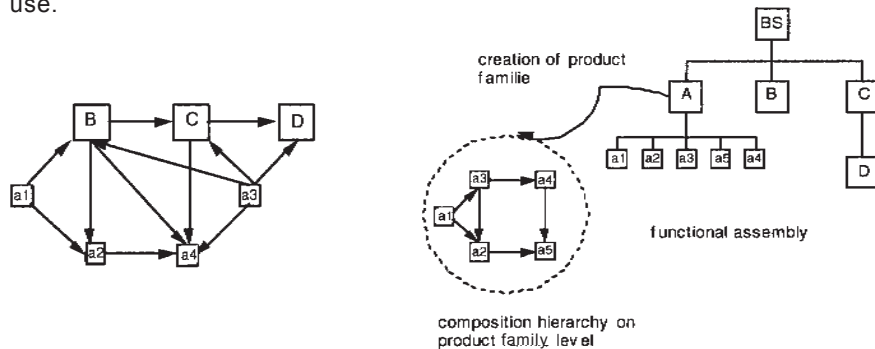 use.
B C D
a1 a3
a2 a4
creation of product
familie
BS
A B C
a1 a2 a3 a5 a4
D
a3 a4
a1
a2 a5
functional assembly
composition hierarchy on
product family level